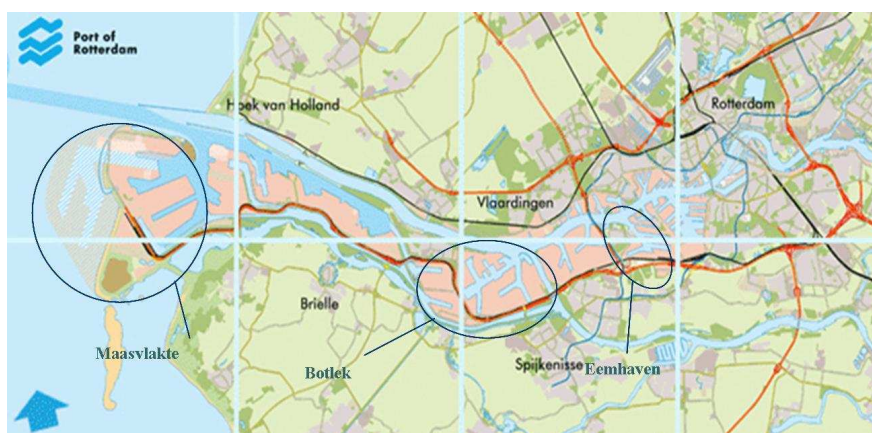 Port of
Rotterdam
Hoek van Holland
Rotterdam
Vlaardingen
Brielle
Maasvlakte
Botlek
Spijkenisse
Eemhaven